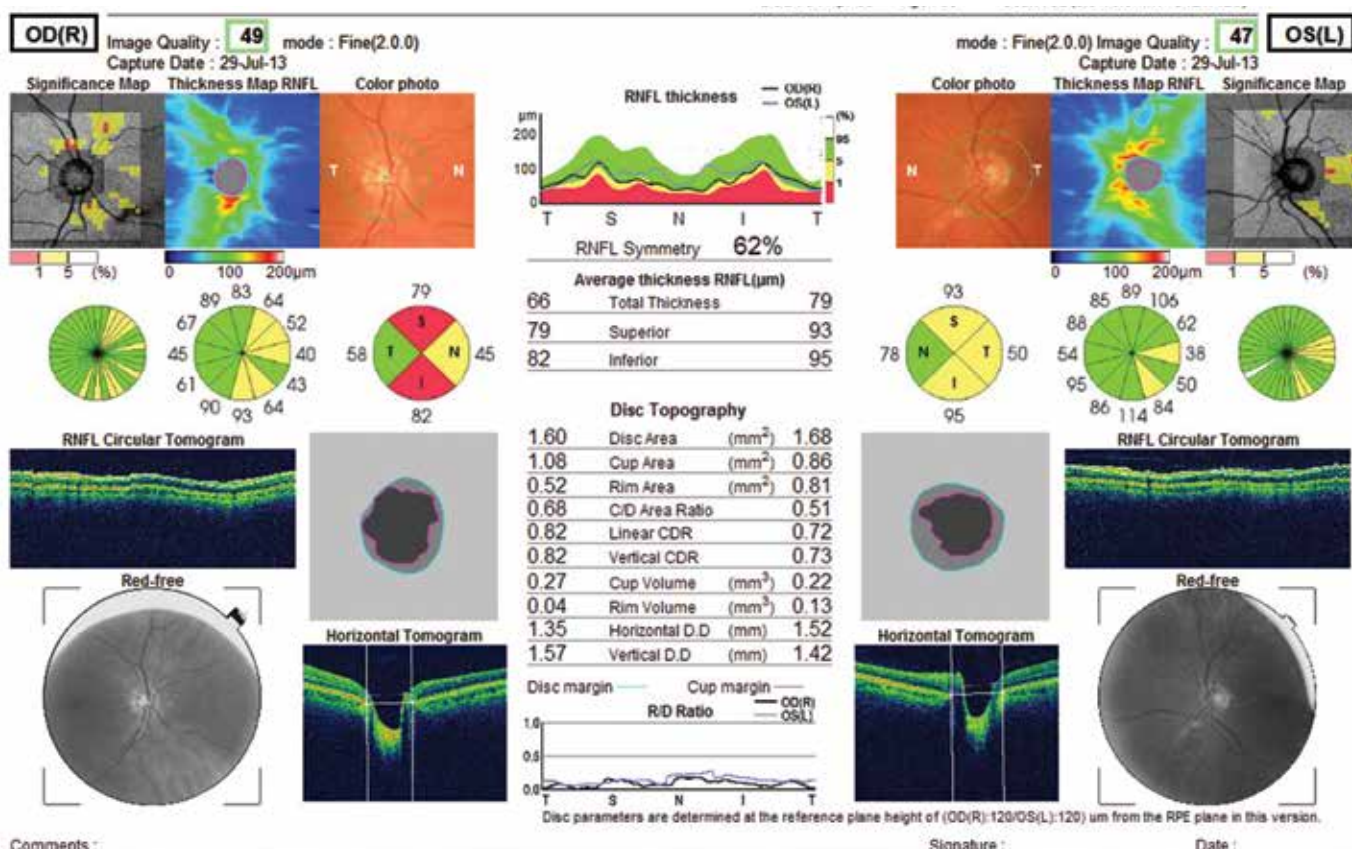 OD(R) Image Quality : 49 mode : Fine(2.0.0)
Capture Date : 29-Jul-13
mode : Fine(2.0.0) Image Quality : 47 OS(L)
Capture Date : 29-Jul-13
Significance Map Thickness Map RNFL Color photo
T N
1 5 (%)
0 100 200µm
RNFL thickness
OD(R)
OS(L)
µm
200
100
0
(%)
95
5
1
T S N I T
RNFL Symmetry 62%
Color photo Thickness Map RNFL Significance Map
N T
0 100 200µm
1 5 (%)
83
89 64
67 52
45 40
61 43
90 64
93
79
S
58 T N 45
I
82
Average thickness RNFL(µm)
66 Total Thickness 79
79 Superior 93
82 Inferior 95
93
S
78 N T 50
I
95
89
85 106
88 62
54 38
95 50
86 84
114
RNFL Circular Tomogram
Disc Topography
1.60 Disc Area (mm²) 1.68
1.08 Cup Area (mm²) 0.86
0.52 Rim Area (mm²) 0.81
0.68 C/D Area Ratio 0.51
0.82 Linear CDR 0.72
0.82 Vertical CDR 0.73
0.27 Cup Volume (mm³) 0.22
0.04 Rim Volume (mm³) 0.13
1.35 Horizontal D.D (mm) 1.52
1.57 Vertical D.D (mm) 1.42
RNFL Circular Tomogram
Red-free
Horizontal Tomogram
Disc margin Cup margin
R/D Ratio
OD(R)
OS(L)
1.0
0.5
0.0
T S N I T
Horizontal Tomogram
Red-free
Disc parameters are determined at the reference plane height of (OD(R):120/OS(L):120) um from the RPE plane in this version.
Comments : Signature : Date :